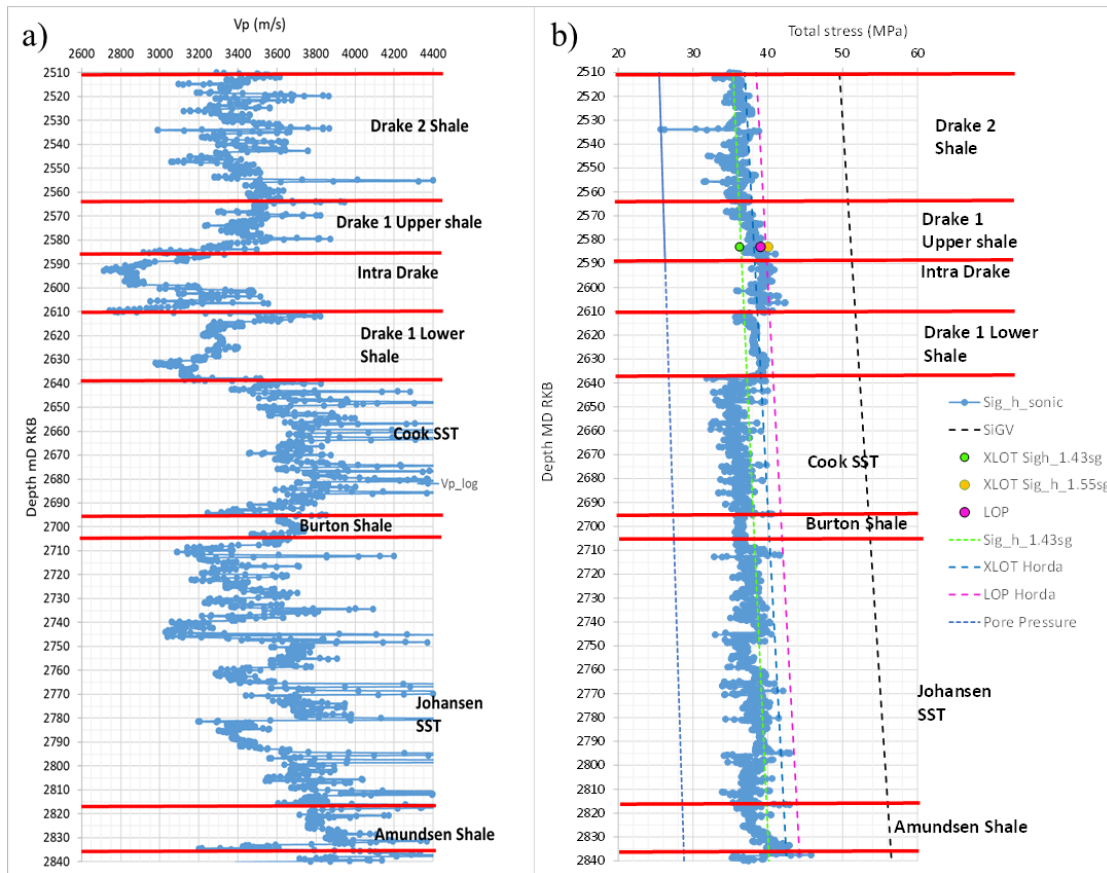 a)
Vp (m/s)
2600 2800 3000 3200 3400 3600 3800 4000 4200 4400
Depth mD RKB
2510
2520
2530
2540
2550
2560
2570
2580
2590
2600
2610
2620
2630
2640
2650
2660
2670
2680
2690
2700
2710
2720
2730
2740
2750
2760
2770
2780
2790
2800
2810
2820
2830
2840
Drake 2 Shale
Drake 1 Upper shale
Intra Drake
Drake 1 Lower
Shale
Cook SST
Vp_log
Burton Shale
Johansen
SST
Amundsen Shale
b)
Total stress (MPa)
20 30 40 50 60
Depth MD RKB
2510
2520
2530
2540
2550
2560
2570
2580
2590
2600
2610
2620
2630
2640
2650
2660
2670
2680
2690
2700
2710
2720
2730
2740
2750
2760
2770
2780
2790
2800
2810
2820
2830
2840
Drake 2
Shale
Drake 1
Upper shale
Intra Drake
Drake 1 Lower
Shale
Cook SST
Burton Shale
Johansen
SST
Amundsen Shale
Sig_h_sonic
SiGV
XLOT Sigh_1.43sg
XLOT Sig_h_1.55sg
LOP
Sig_h_1.43sg
XLOT Horda
LOP Horda
Pore Pressure